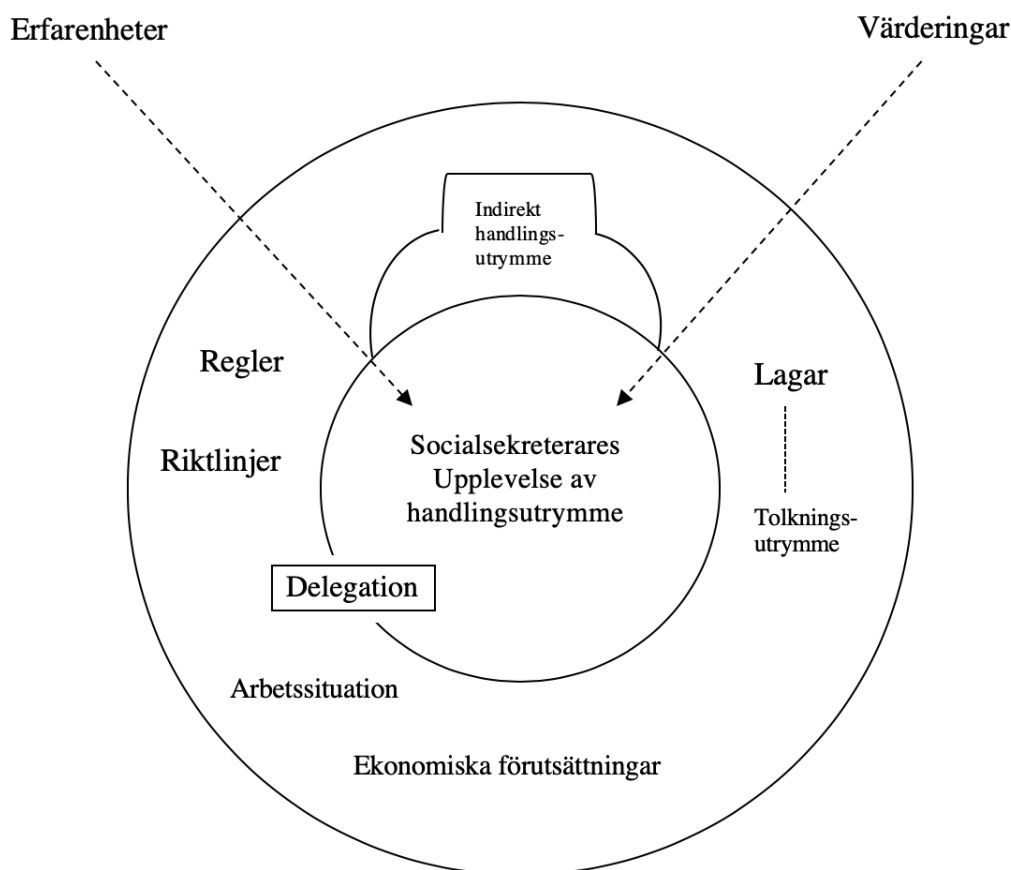 Erfarenheter
Värderingar
Indirekt
handlings-
utrymme
Regler
Lagar
Riktlinjer
Socialsekreterares
Upplevelse av
handlingsutrymme
Tolknings-
utrymme
Delegation
Arbetssituation
Ekonomiska förutsättningar